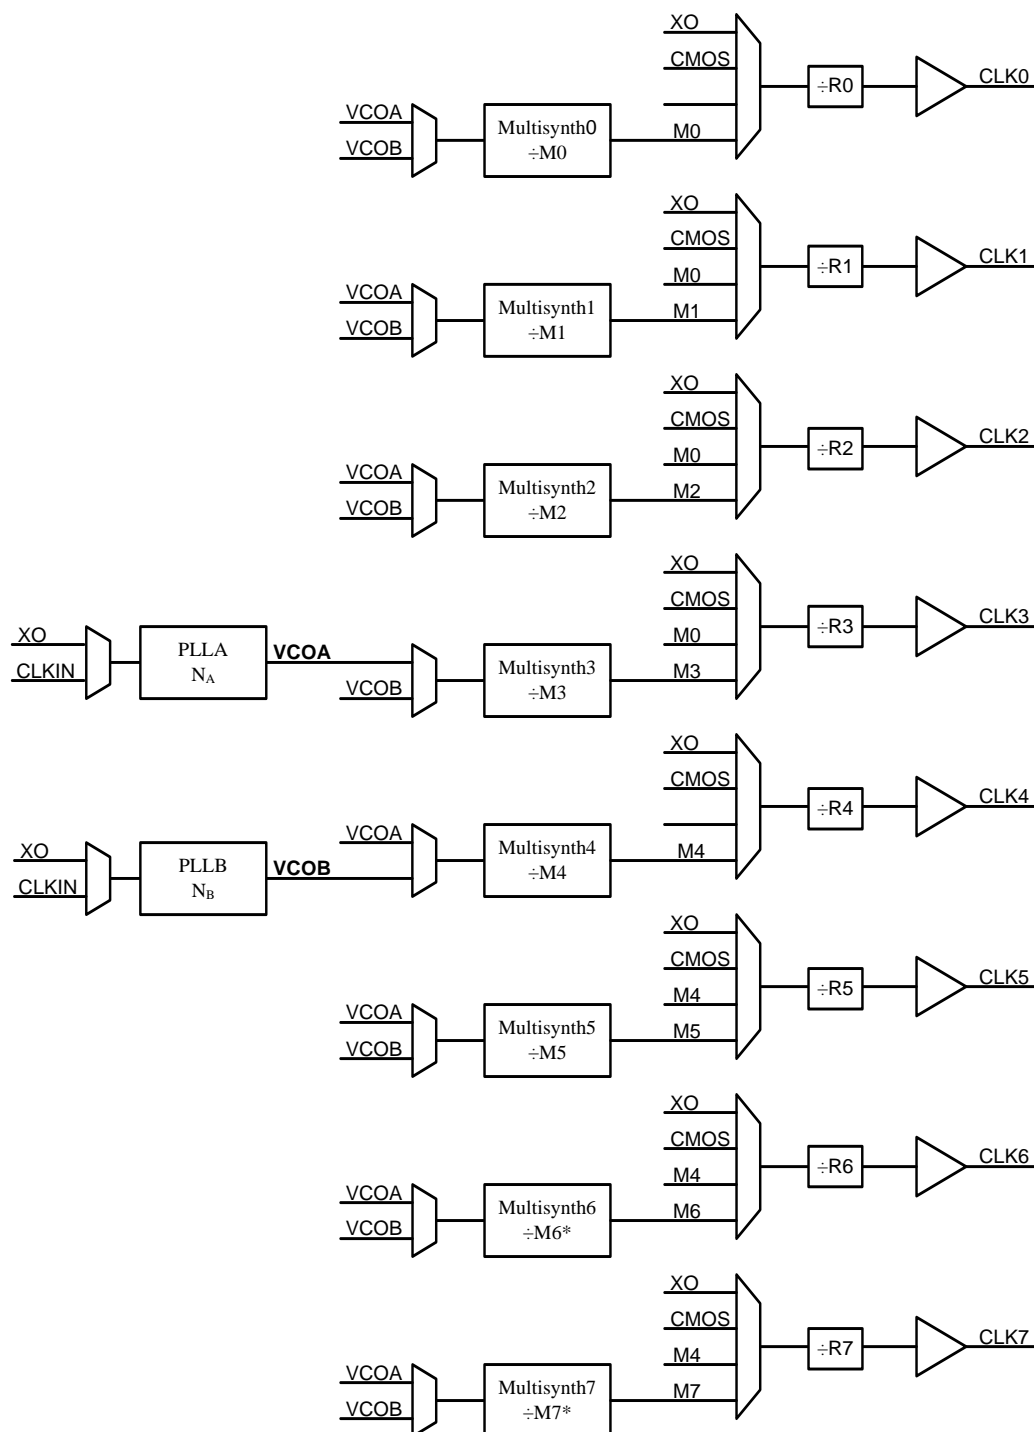 XO
CMOS
M0
VCOA
VCOB
Multisynth0
÷M0
÷R0
CLK0
XO
CMOS
M0
M1
VCOA
VCOB
Multisynth1
÷M1
÷R1
CLK1
XO
CMOS
M0
M2
VCOA
VCOB
Multisynth2
÷M2
÷R2
CLK2
XO
CMOS
M0
M3
XO
CLKIN
PLLA
NA
VCOA
VCOB
Multisynth3
÷M3
÷R3
CLK3
XO
CMOS
M4
XO
CLKIN
PLLB
NB
VCOB
VCOA
Multisynth4
÷M4
÷R4
CLK4
XO
CMOS
M4
M5
VCOA
VCOB
Multisynth5
÷M5
÷R5
CLK5
XO
CMOS
M4
M6
VCOA
VCOB
Multisynth6
÷M6*
÷R6
CLK6
XO
CMOS
M4
M7
VCOA
VCOB
Multisynth7
÷M7*
÷R7
CLK7